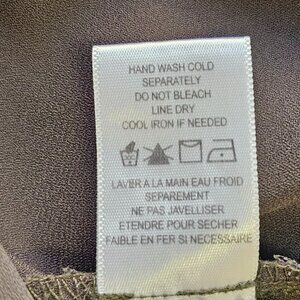 HAND WASH COLD
SEPARATELY
DO NOT BLEACH
LINE DRY
COOL IRON IF NEEDED
LAVER A LA MAIN EAU FROID
SEPAREMENT
NE PAS JAVELLISER
ETENDRE POUR SECHER
FAIBLE EN FER SI NECESSAIRE